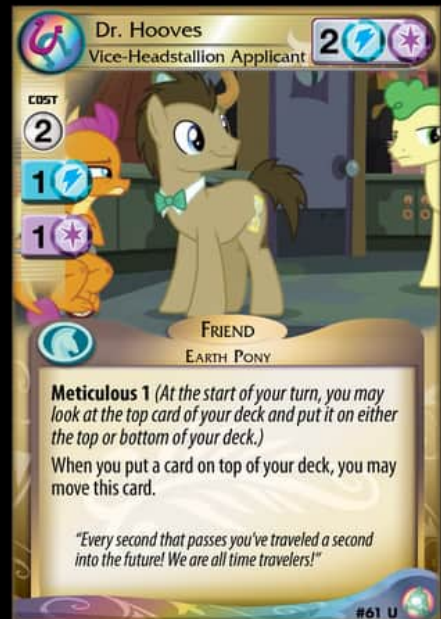 Dr. Hooves
Vice-Headstallion Applicant
2
COST
2
1
1
FRIEND
EARTH PONY
Meticulous 1 (At the start of your turn, you may
look at the top card of your deck and put it on either
the top or bottom of your deck.)
When you put a card on top of your deck, you may
move this card.
"Every second that passes you've traveled a second
into the future! We are all time travelers!"
#61 U